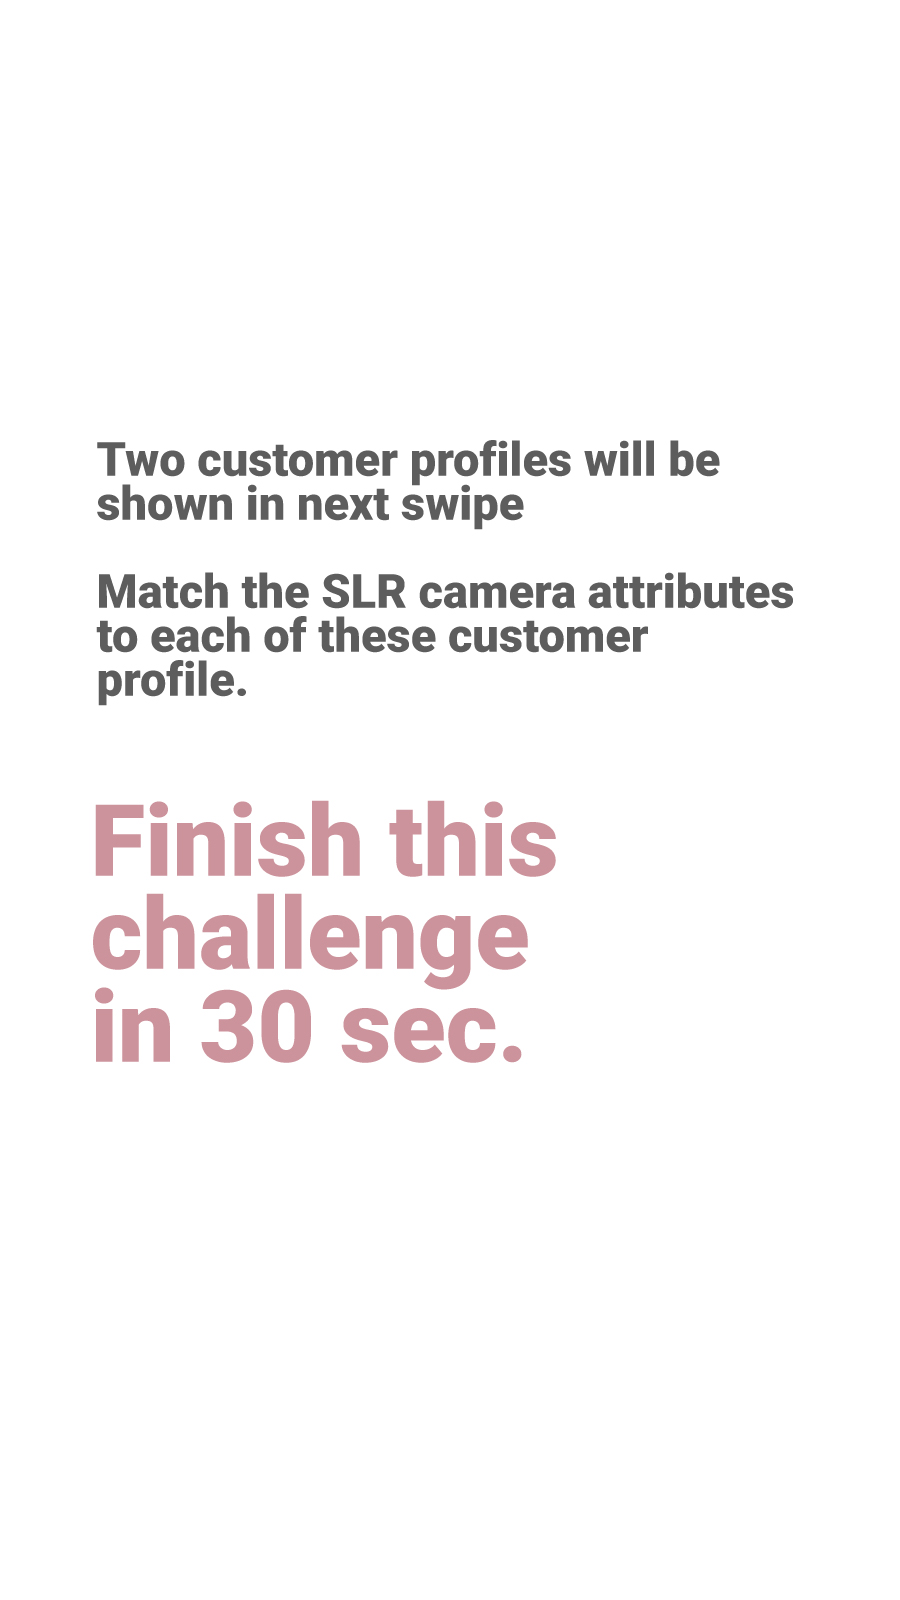 Two customer profiles will be
shown in next swipe
Match the SLR camera attributes
to each of these customer
profile.
Finish this
challenge
in 30 sec.